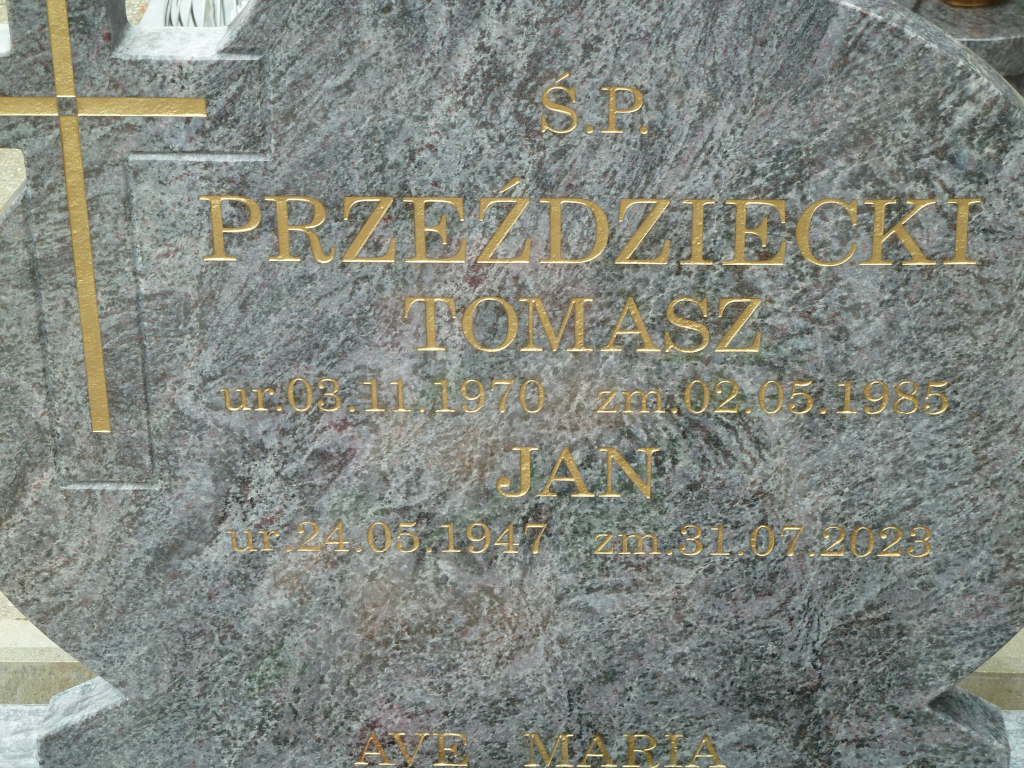 Ś.P.
PRZEŹDZIECKI
TOMASZ
ur.03.11.1970 zm.02.05.1985
JAN
ur.24.05.1947 zm.31.07.2023
AVE MARIA